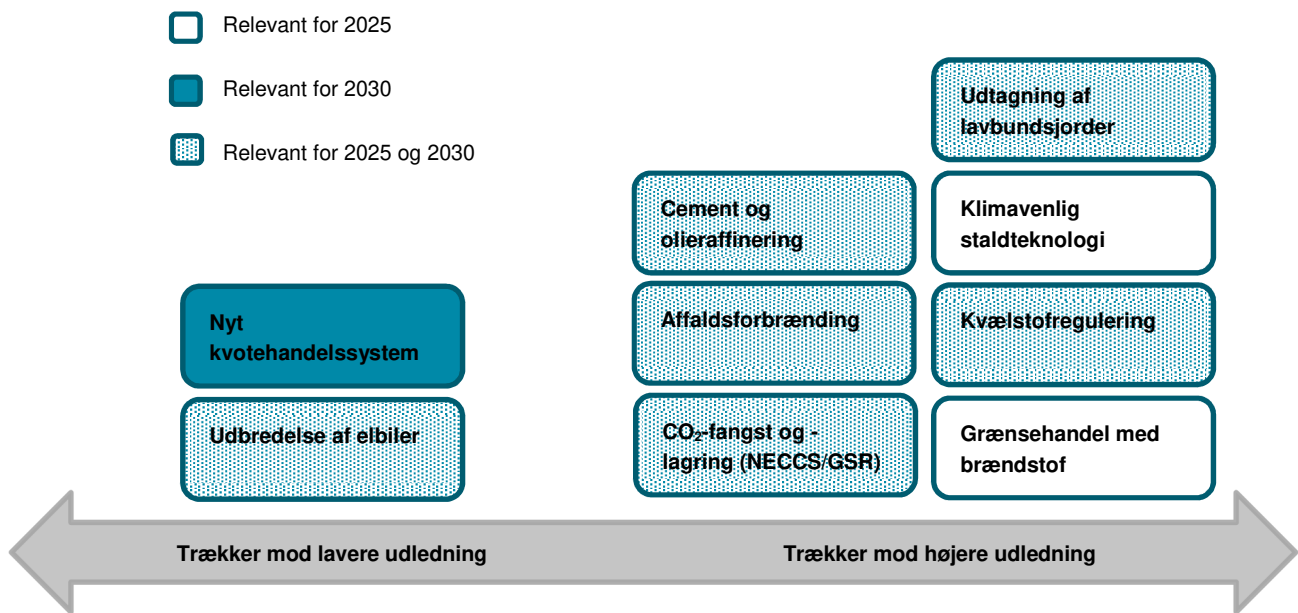 Relevant for 2025
Relevant for 2030
Relevant for 2025 og 2030
Udtagning af
lavbundsjorder
Cement og
olieraffinering
Klimavenlig
staldteknologi
Nyt
kvotehandelssystem
Affaldsforbrænding
Kvælstofregulering
Udbredelse af elbiler
CO₂-fangst og -
lagring (NECCS/GSR)
Grænsehandel med
brændstof
Trækker mod lavere udledning
Trækker mod højere udledning